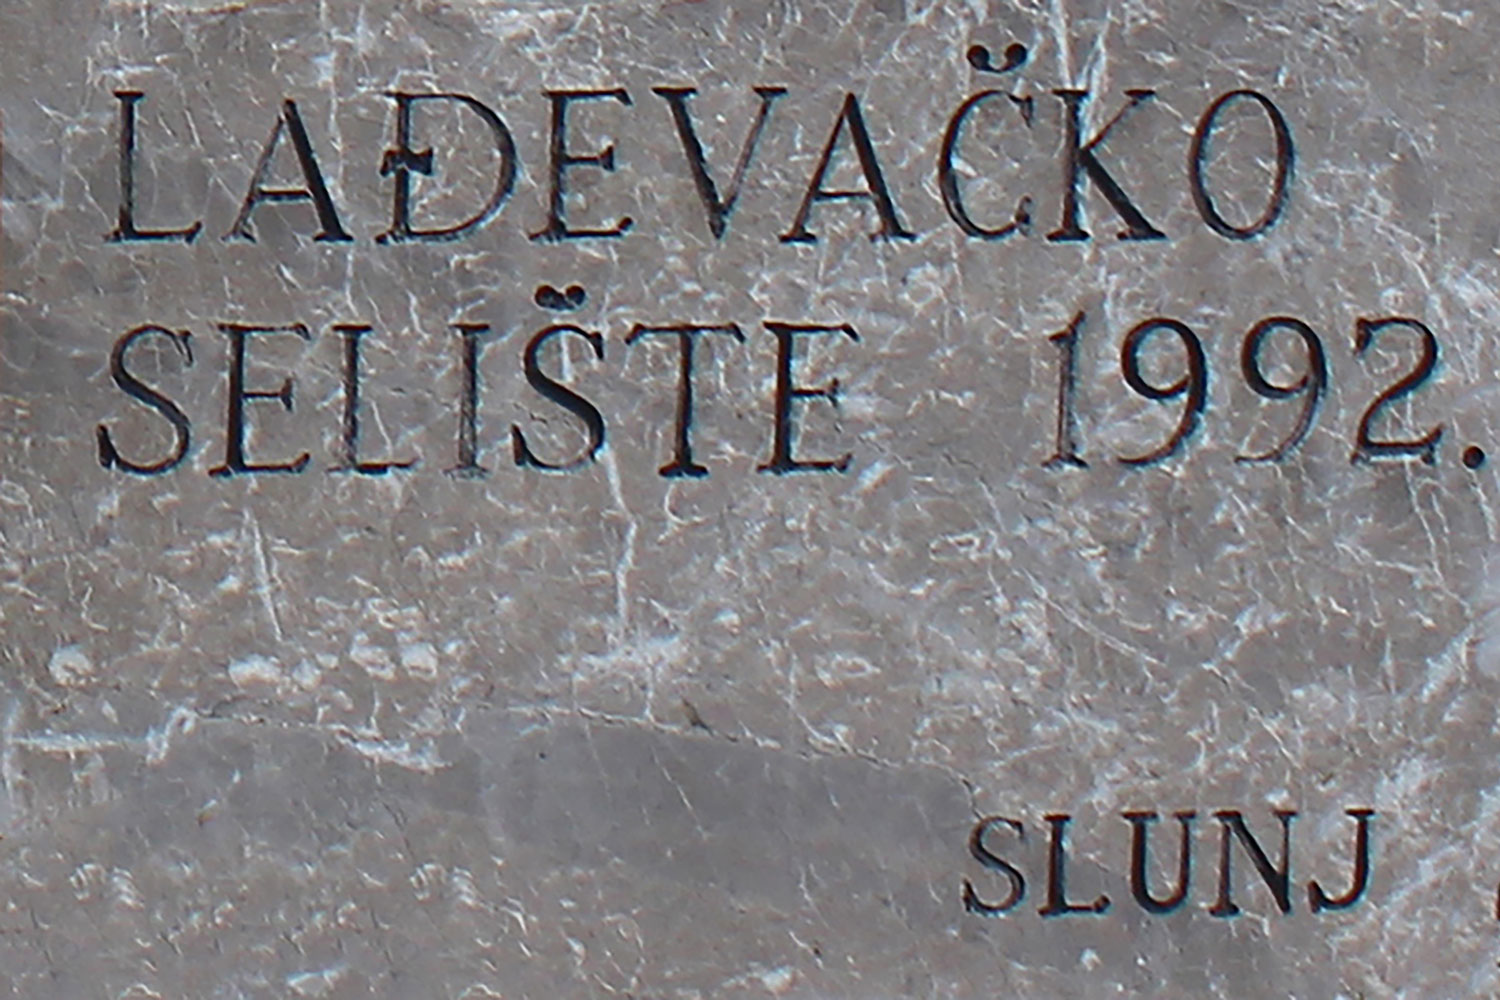 LAĐEVAČKO
SELIŠTE 1992.
SLUNJ